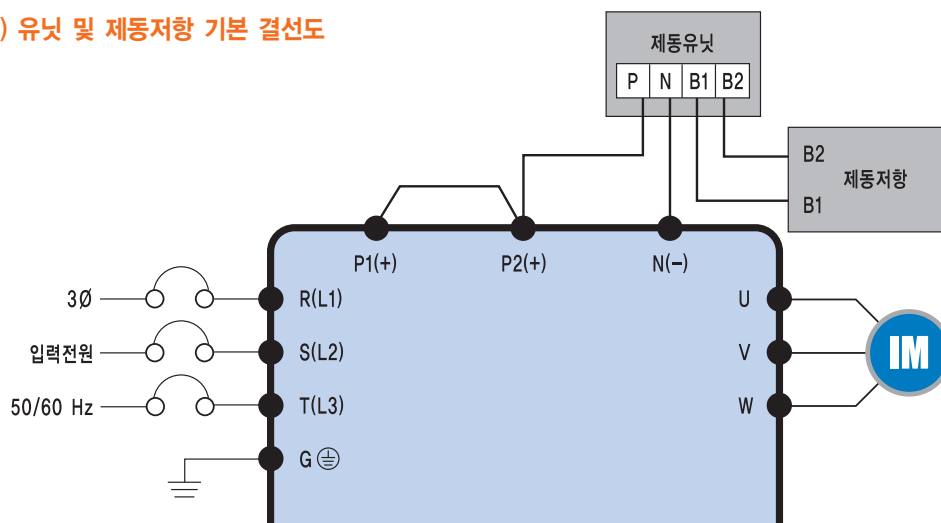 ) 유닛 및 제동저항 기본 결선도
제동유닛
P N B1 B2
B2
제동저항
B1
P1(+) P2(+) N(-)
3Ø R(L1) U
입력전원 S(L2) V IM
50/60 Hz T(L3) W
G